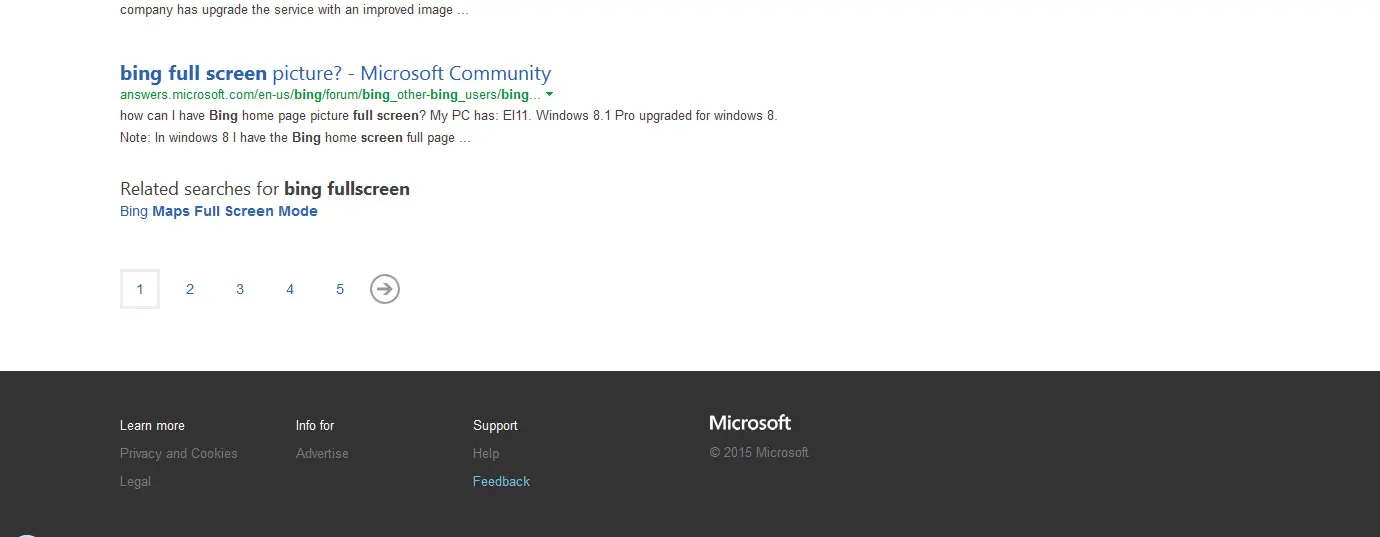 company has upgrade the service with an improved image ...
bing full screen picture? - Microsoft Community
answers.microsoft.com/en-us/bing/forum/bing_other-bing_users/bing...
how can I have Bing home page picture full screen? My PC has: EI11. Windows 8.1 Pro upgraded for windows 8.
Note: In windows 8 I have the Bing home screen full page ...
Related searches for bing fullscreen
Bing Maps Full Screen Mode
1 2 3 4 5
Learn more
Privacy and Cookies
Legal
Info for
Advertise
Support
Help
Feedback
Microsoft
© 2015 Microsoft